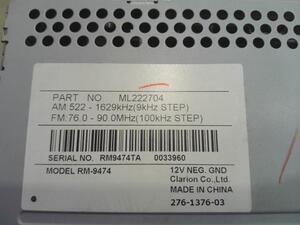 PART NO ML222704
AM:522 - 1629kHz(9kHz STEP)
FM:76.0 - 90.0MHz(100kHz STEP)
SERIAL NO. RM9474TA 0033960
MODEL RM-9474
12V NEG. GND
Clarion Co.,Ltd.
MADE IN CHINA
276-1376-03